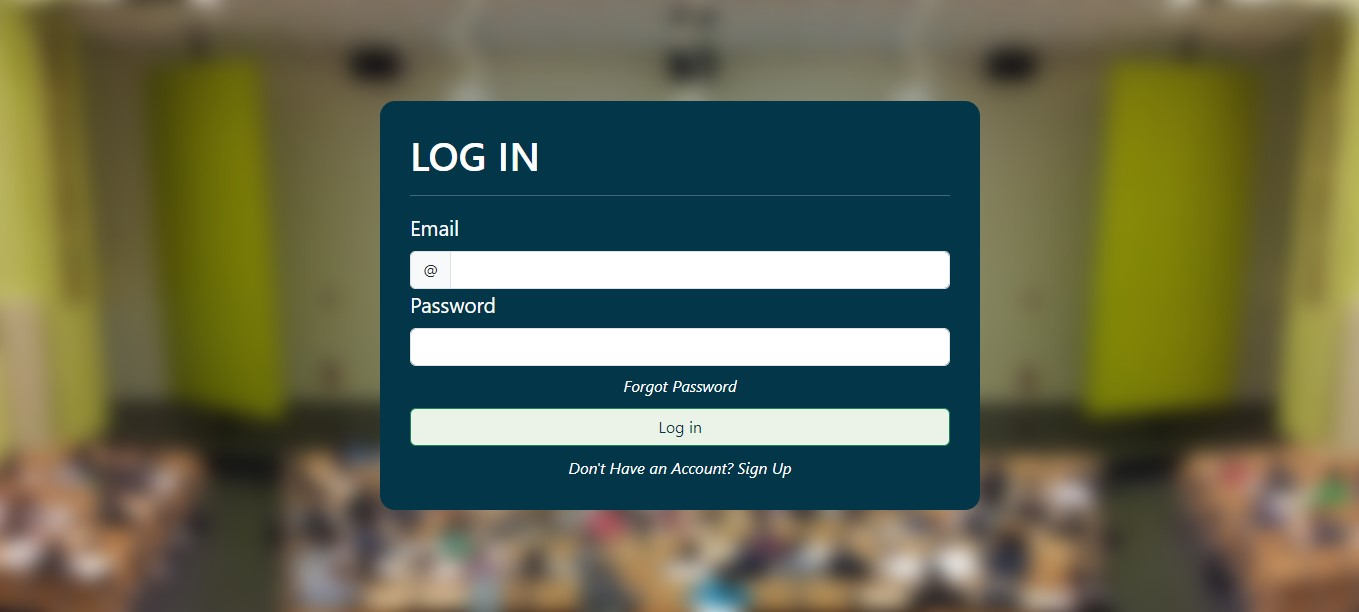 LOG IN
Email
@
Password
Forgot Password
Log in
Don't Have an Account? Sign Up